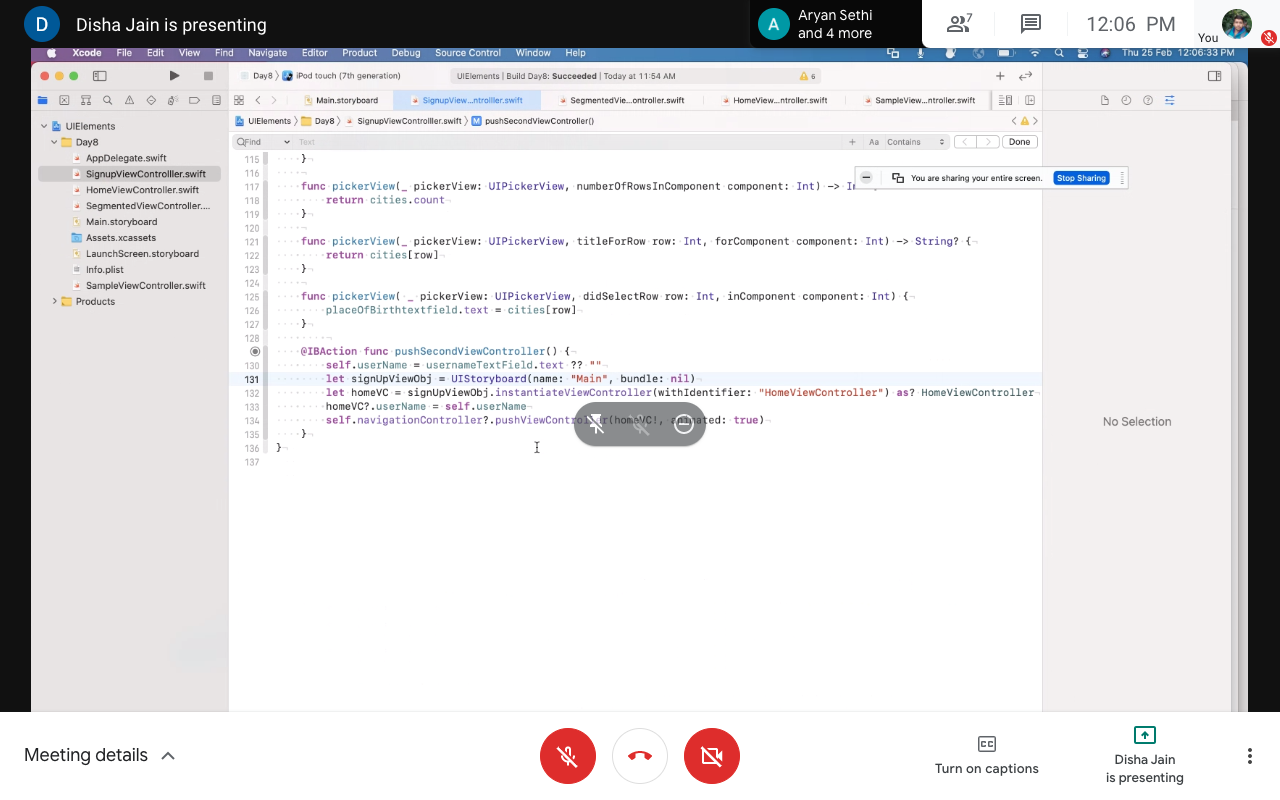 D
Disha Jain is presenting
A
Aryan Sethi
and 4 more
7
12:06 PM
You
Xcode File Edit View Find Navigate Editor Product Debug Source Control Window Help
Thu 25 Feb 12:06:33 PM
Day8 〉 iPod touch (7th generation)
UIElements | Build Day8: Succeeded | Today at 11:54 AM
6
Main.storyboard
SignupView...ntrolller.swift
SegmentedVie...ontroller.swift
HomeView...ntroller.swift
SampleView...ntroller.swift
UIElements 〉 Day8 〉 SignupViewControlller.swift 〉 M pushSecondViewController()
Find
Text
Aa Contains
Done
UIElements
Day8
AppDelegate.swift
SignupViewControlller.swift
HomeViewController.swift
SegmentedViewController....
Main.storyboard
Assets.xcassets
LaunchScreen.storyboard
Info.plist
SampleViewController.swift
Products
You are sharing your entire screen.
Stop Sharing
115 }
116
117 func pickerView(_ pickerView: UIPickerView, numberOfRowsInComponent component: Int) ->
118 return cities.count
119 }
120
121 func pickerView(_ pickerView: UIPickerView, titleForRow row: Int, forComponent component: Int) -> String? {
122 return cities[row]
123 }
124
125 func pickerView( _ pickerView: UIPickerView, didSelectRow row: Int, inComponent component: Int) {
126 placeOfBirthtextfield.text = cities[row]
127 }
128
@IBAction func pushSecondViewController() {
130 self.userName = usernameTextField.text ?? ""
131 let signUpViewObj = UIStoryboard(name: "Main", bundle: nil)
132 let homeVC = signUpViewObj.instantiateViewController(withIdentifier: "HomeViewController") as? HomeViewController
133 homeVC?.userName = self.userName
134 self.navigationController?.pushViewController(homeVC!, animated: true)
135 }
136 }
137
No Selection
Meeting details
Turn on captions
Disha Jain
is presenting